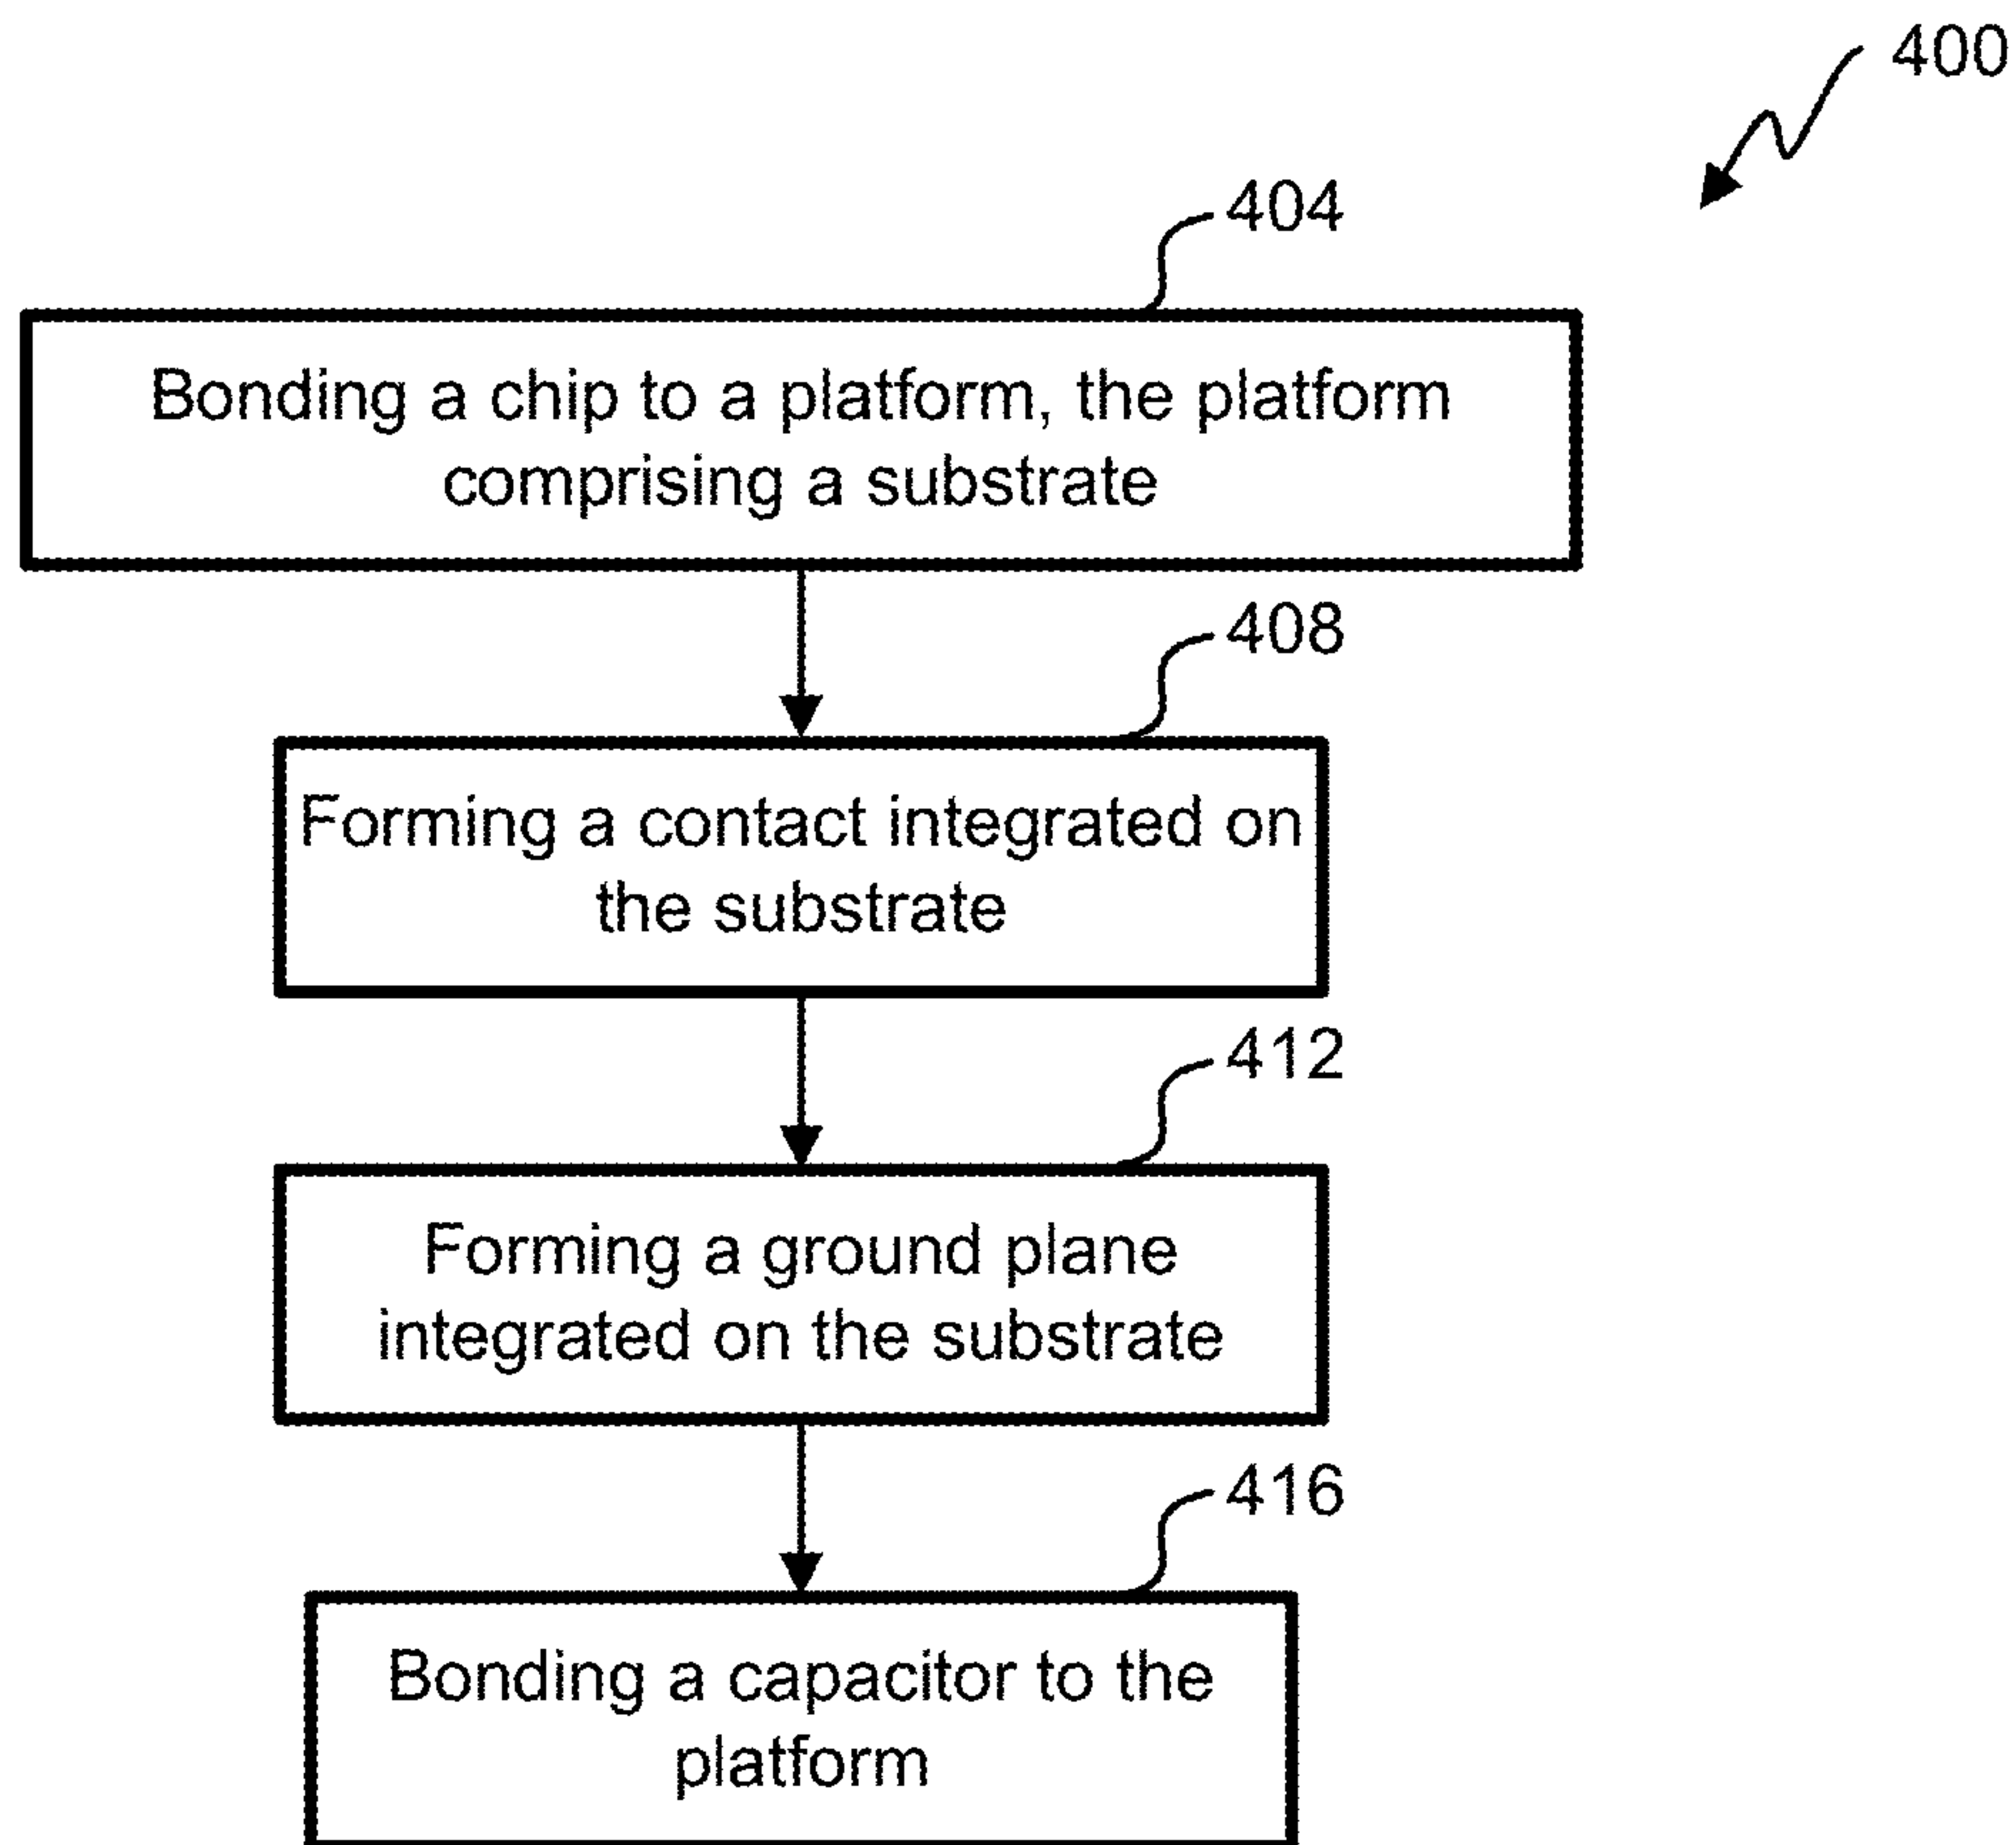 400
404
Bonding a chip to a platform, the platform
comprising a substrate
408
Forming a contact integrated on
the substrate
412
Forming a ground plane
integrated on the substrate
416
Bonding a capacitor to the
platform